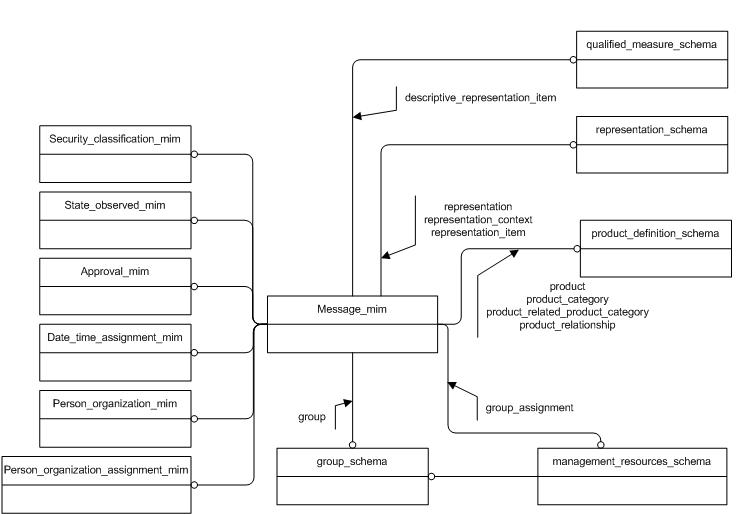 qualified_measure_schema
descriptive_representation_item
representation_schema
Security_classification_mim
State_observed_mim
representation
representation_context
representation_item
product_definition_schema
Approval_mim
product
product_category
product_related_product_category
product_relationship
Message_mim
Date_time_assignment_mim
Person_organization_mim
group
group_assignment
Person_organization_assignment_mim
group_schema
management_resources_schema